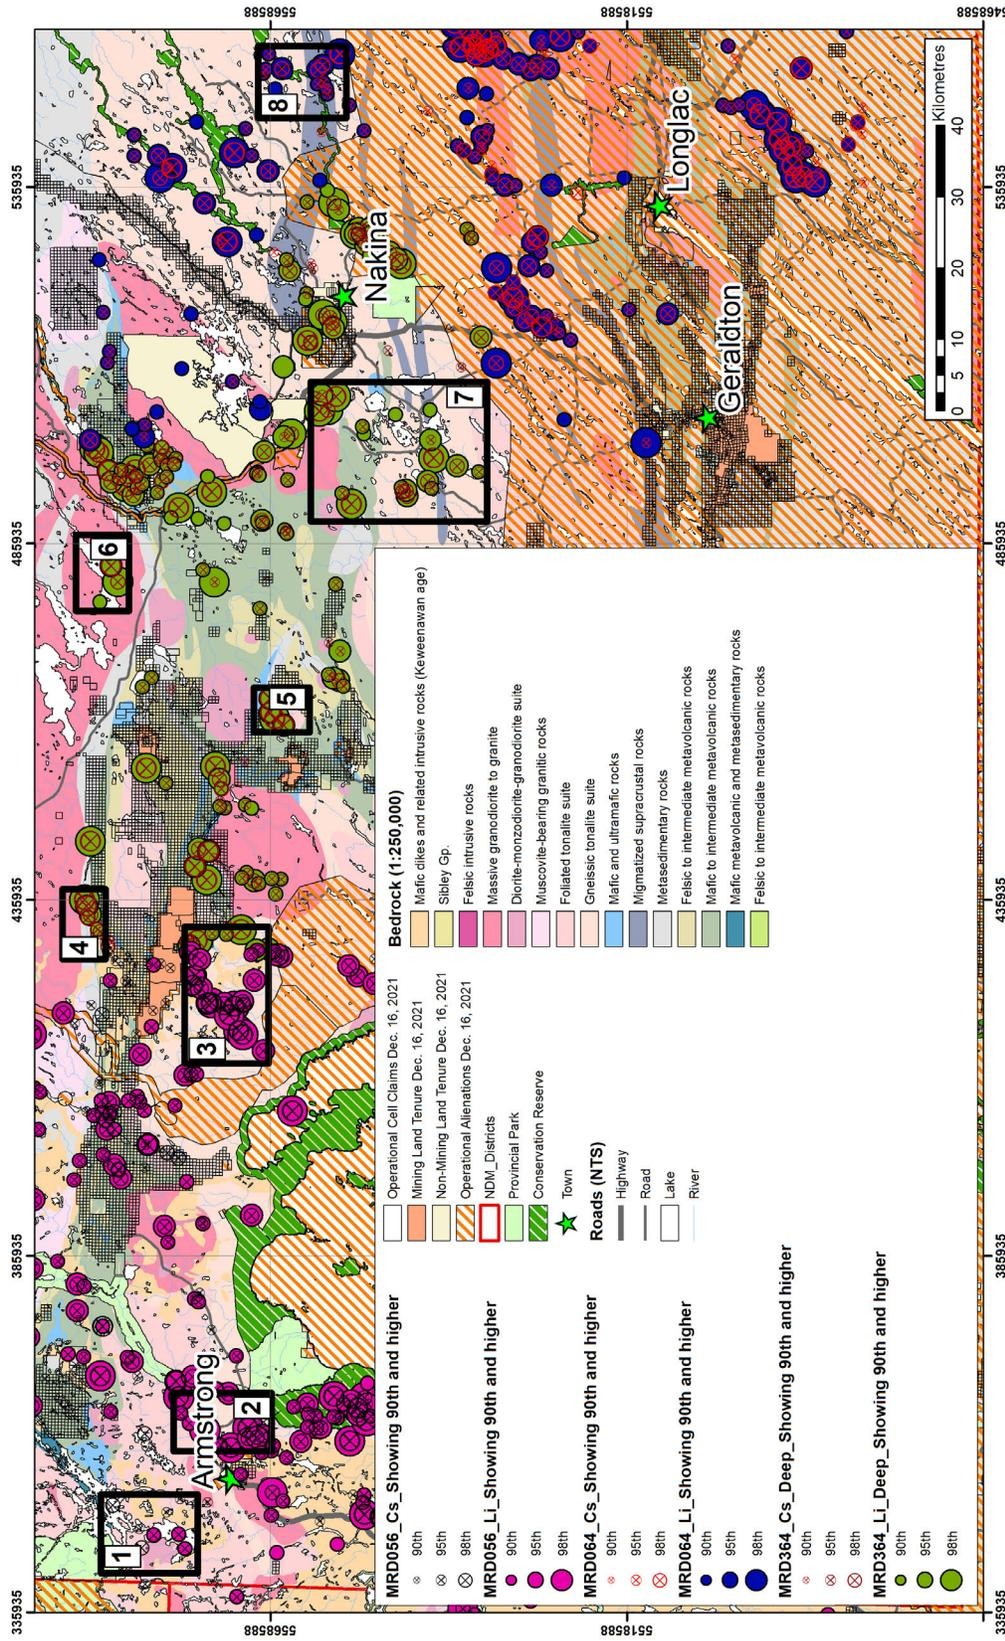 335935
385935
435935
485935
535935
5568588
5518588
5468588
5568588
5518588
5468588
1
2
3
4
5
6
7
8
Armstrong
Nakina
Geraldton
Longlac
MRD056_Cs_Showing 90th and higher
90th
95th
98th
MRD056_Li_Showing 90th and higher
90th
95th
98th
MRD064_Cs_Showing 90th and higher
90th
95th
98th
MRD064_Li_Showing 90th and higher
90th
95th
98th
MRD364_Cs_Deep_Showing 90th and higher
90th
95th
98th
MRD364_Li_Deep_Showing 90th and higher
90th
95th
98th
Operational Cell Claims Dec. 16, 2021
Mining Land Tenure Dec. 16, 2021
Non-Mining Land Tenure Dec. 16, 2021
Operational Alienations Dec. 16, 2021
NDM_Districts
Provincial Park
Conservation Reserve
Town
Roads (NTS)
Highway
Road
Lake
River
Bedrock (1:250,000)
Mafic dikes and related intrusive rocks (Keweenawan age)
Sibley Gp.
Felsic intrusive rocks
Massive granodiorite to granite
Diorite-monzodiorite-granodiorite suite
Muscovite-bearing granitic rocks
Foliated tonalite suite
Gneissic tonalite suite
Mafic and ultramafic rocks
Migmatized supracrustal rocks
Metasedimentary rocks
Felsic to intermediate metavolcanic rocks
Mafic to intermediate metavolcanic rocks
Mafic metavolcanic and metasedimentary rocks
Felsic to intermediate metavolcanic rocks
0 5 10 20 30 40
Kilometres
335935
385935
435935
485935
535935